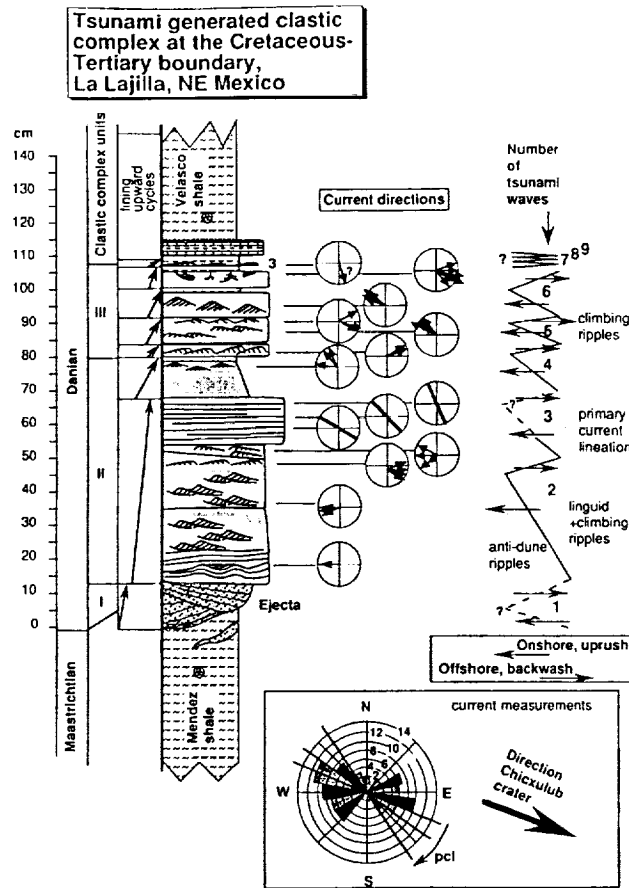 Tsunami generated clastic
complex at the Cretaceous-
Tertiary boundary,
La Lajilla, NE Mexico
cm
140
130
120
110
100
90
80
70
60
50
40
30
20
10
0
Maastrichtian
Danian
Clastic complex units
III
II
I
fining
upward
cycles
Velasco
shale
3
Ejecta
Mendez
shale
Current directions
?
Number
of
tsunami
waves
? 7 8 9
6
5
climbing
ripples
4
?
3
primary
current
lineation
2
linguid
+climbing
ripples
anti-dune
ripples
1
?
Onshore, uprush
Offshore, backwash
current measurements
N
W
E
S
2
4
6
8
10
12
14
pcl
Direction
Chickulub
crater